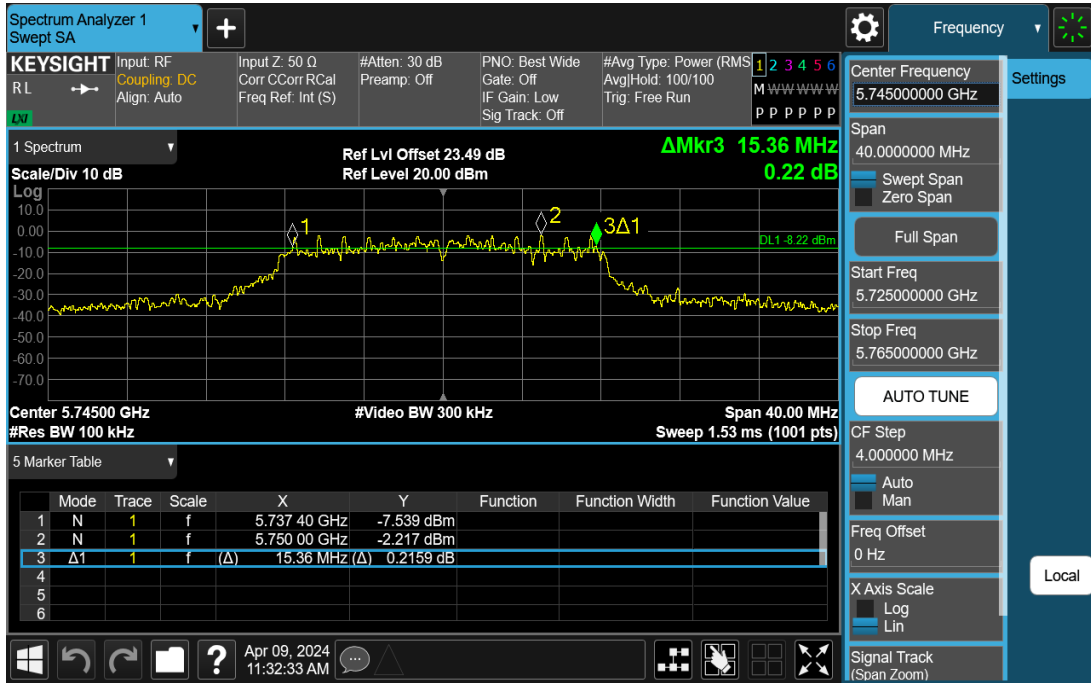 Spectrum Analyzer 1
Swept SA
+
Frequency
KEYSIGHT
RL
LXI
Input: RF
Coupling: DC
Align: Auto
Input Z: 50 Ω
Corr CCorr RCal
Freq Ref: Int (S)
#Atten: 30 dB
Preamp: Off
PNO: Best Wide
Gate: Off
IF Gain: Low
Sig Track: Off
#Avg Type: Power (RMS
Avg|Hold: 100/100
Trig: Free Run
1 2 3 4 5 6
M W W W W W
P P P P P P
1 Spectrum
Scale/Div 10 dB
Ref Lvl Offset 23.49 dB
Ref Level 20.00 dBm
ΔMkr3 15.36 MHz
0.22 dB
Log
10.0
0.00
-10.0
-20.0
-30.0
-40.0
-50.0
-60.0
-70.0
1
2
3Δ1
DL1 -8.22 dBm
Center 5.74500 GHz
#Video BW 300 kHz
Span 40.00 MHz
#Res BW 100 kHz
Sweep 1.53 ms (1001 pts)
5 Marker Table
Mode Trace Scale X Y Function Function Width Function Value
1 N 1 f 5.737 40 GHz -7.539 dBm
2 N 1 f 5.750 00 GHz -2.217 dBm
3 Δ1 1 f (Δ) 15.36 MHz (Δ) 0.2159 dB
4
5
6
?
Apr 09, 2024
11:32:33 AM
Center Frequency
5.745000000 GHz
Span
40.0000000 MHz
Swept Span
Zero Span
Full Span
Start Freq
5.725000000 GHz
Stop Freq
5.765000000 GHz
AUTO TUNE
CF Step
4.000000 MHz
Auto
Man
Freq Offset
0 Hz
X Axis Scale
Log
Lin
Signal Track
(Span Zoom)
Settings
Local